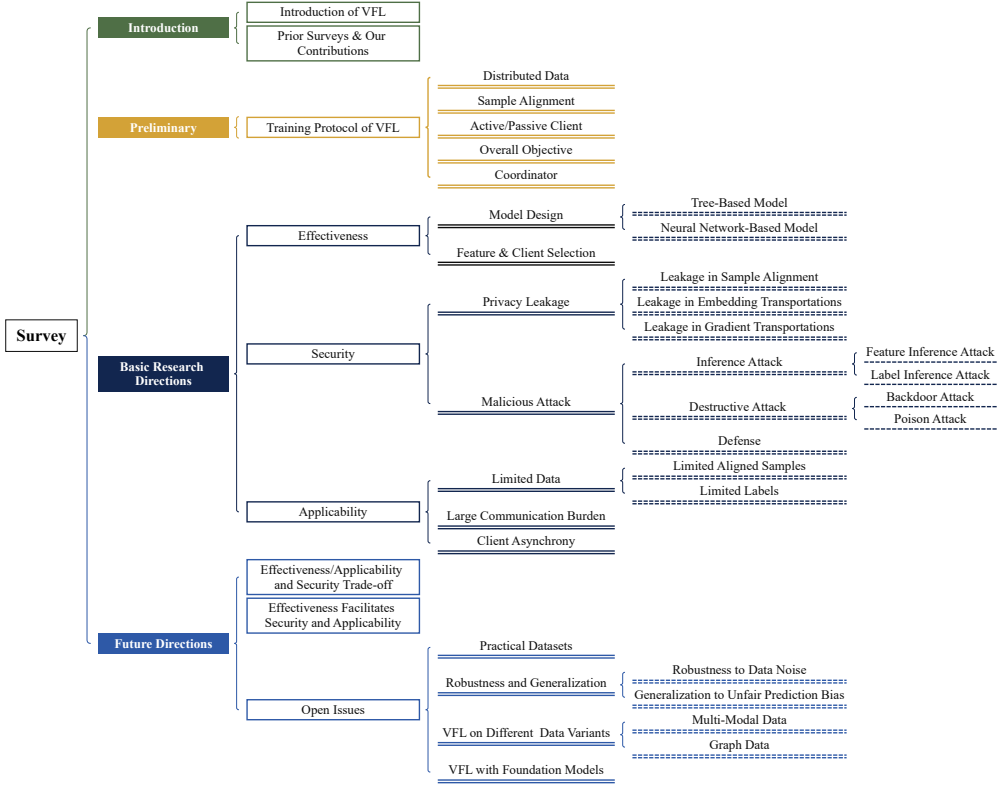 Survey
Introduction
Introduction of VFL
Prior Surveys & Our
Contributions
Preliminary
Training Protocol of VFL
Distributed Data
Sample Alignment
Active/Passive Client
Overall Objective
Coordinator
Basic Research
Directions
Effectiveness
Model Design
Tree-Based Model
Neural Network-Based Model
Feature & Client Selection
Security
Privacy Leakage
Leakage in Sample Alignment
Leakage in Embedding Transportations
Leakage in Gradient Transportations
Malicious Attack
Inference Attack
Feature Inference Attack
Label Inference Attack
Destructive Attack
Backdoor Attack
Poison Attack
Defense
Applicability
Limited Data
Limited Aligned Samples
Limited Labels
Large Communication Burden
Client Asynchrony
Future Directions
Effectiveness/Applicability
and Security Trade-off
Effectiveness Facilitates
Security and Applicability
Open Issues
Practical Datasets
Robustness and Generalization
Robustness to Data Noise
Generalization to Unfair Prediction Bias
VFL on Different Data Variants
Multi-Modal Data
Graph Data
VFL with Foundation Models